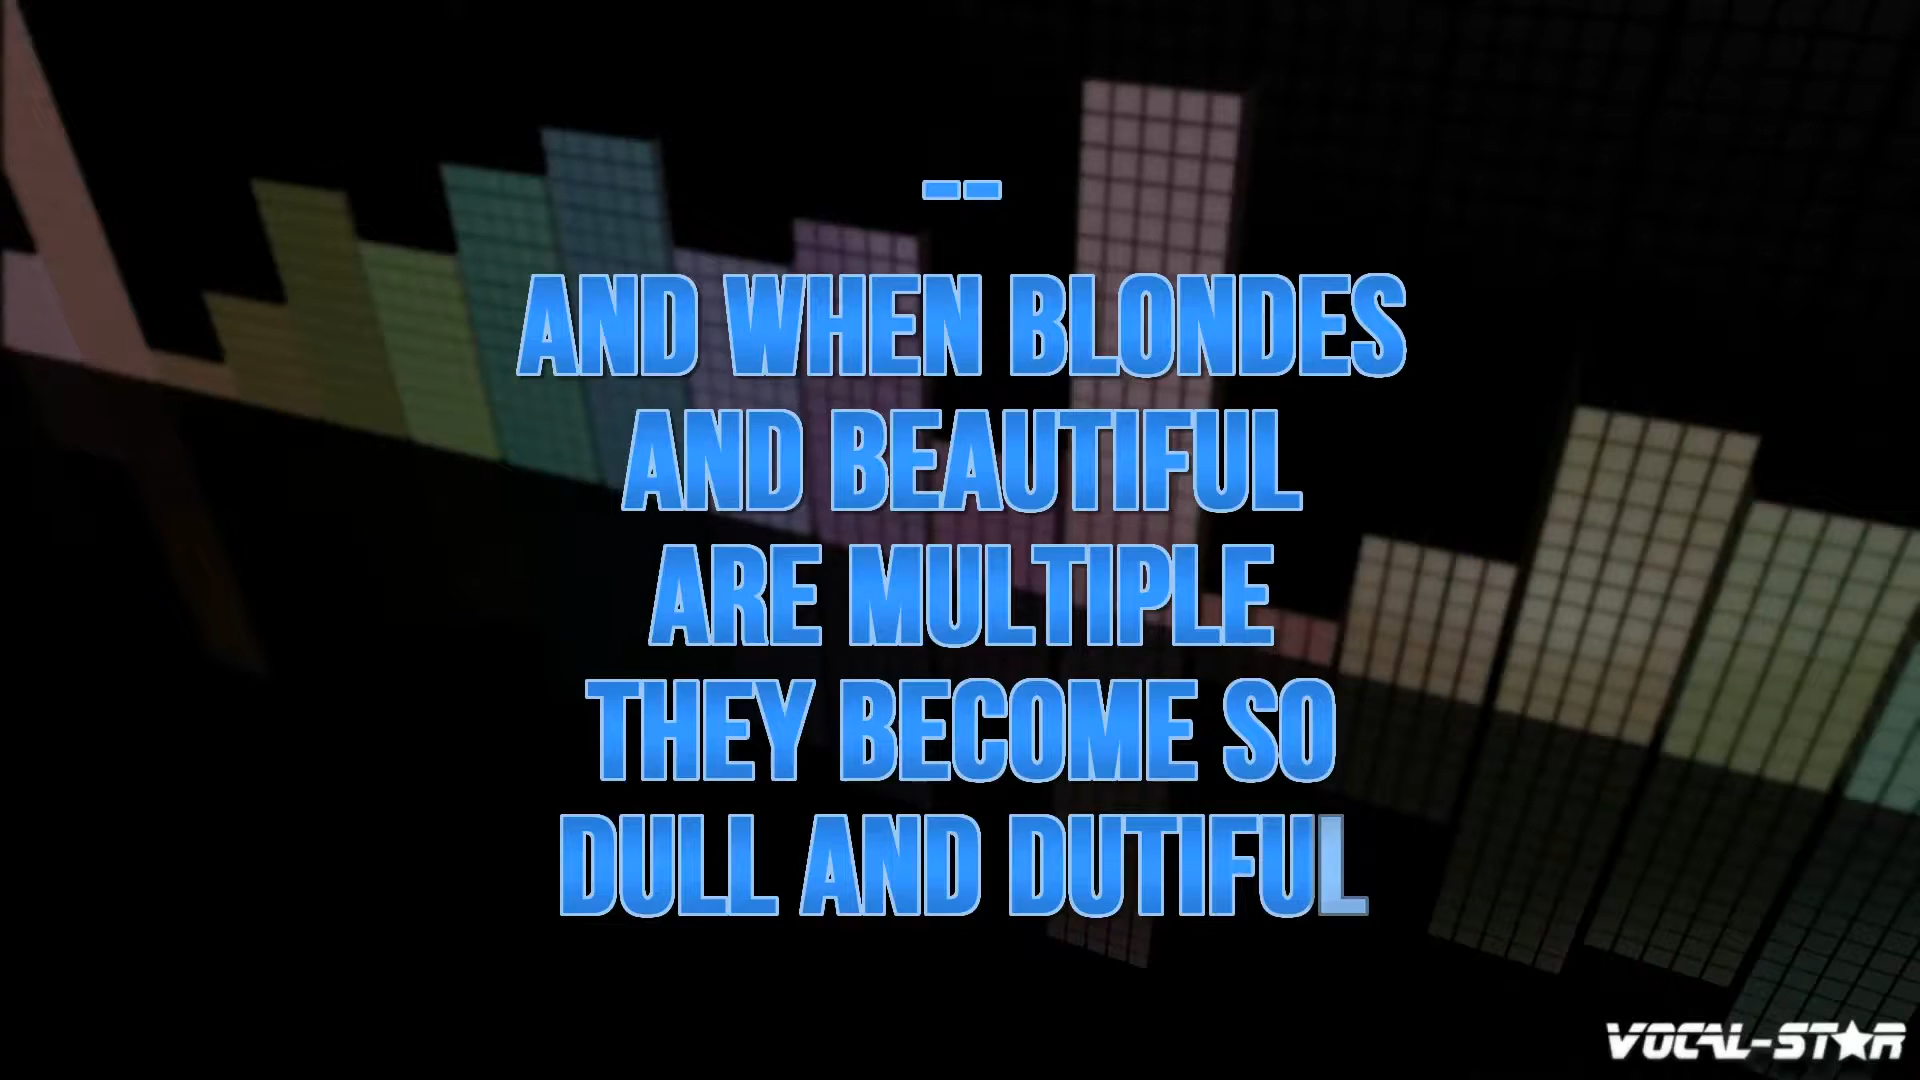 --
AND WHEN BLONDES
AND BEAUTIFUL
ARE MULTIPLE
THEY BECOME SO
DULL AND DUTIFUL
VOCAL-STAR